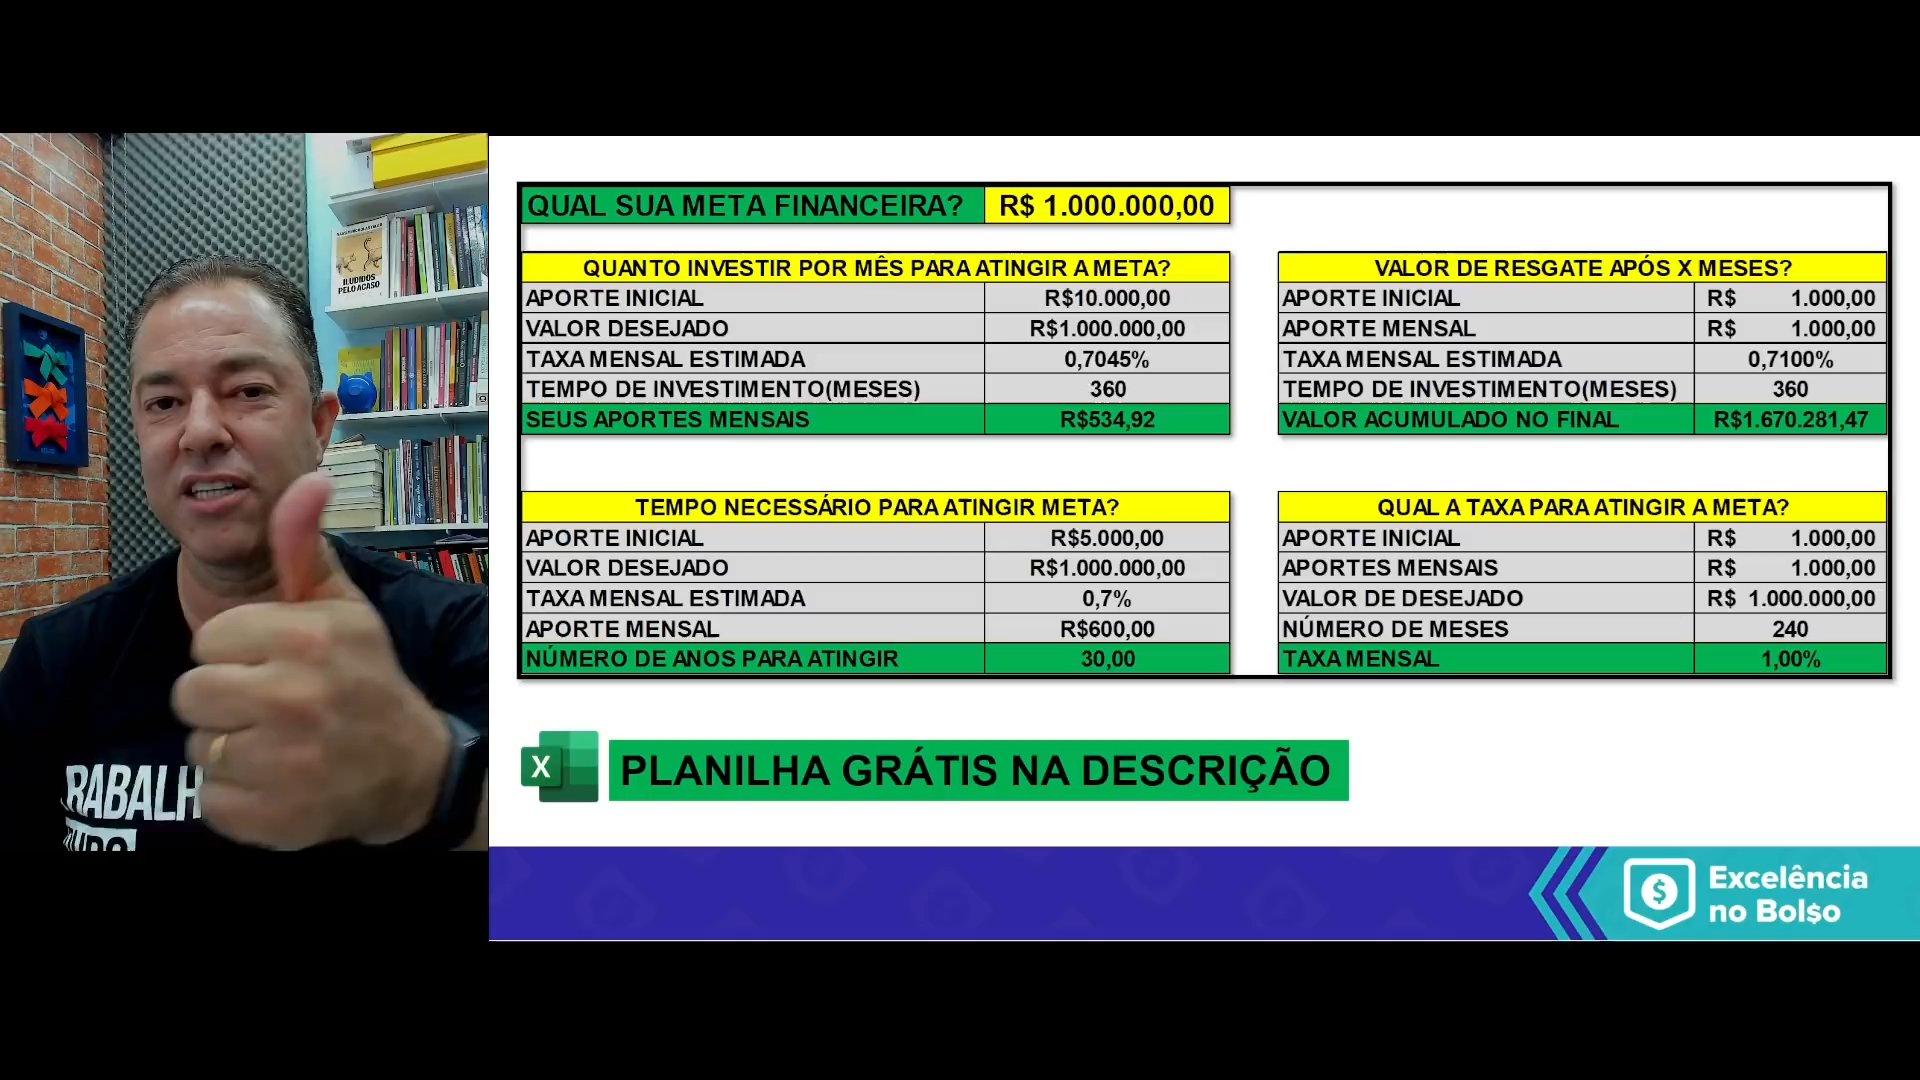 QUAL SUA META FINANCEIRA? R$ 1.000.000,00
QUANTO INVESTIR POR MÊS PARA ATINGIR A META?
APORTE INICIAL R$10.000,00
VALOR DESEJADO R$1.000.000,00
TAXA MENSAL ESTIMADA 0,7045%
TEMPO DE INVESTIMENTO(MESES) 360
SEUS APORTES MENSAIS R$534,92
VALOR DE RESGATE APÓS X MESES?
APORTE INICIAL R$ 1.000,00
APORTE MENSAL R$ 1.000,00
TAXA MENSAL ESTIMADA 0,7100%
TEMPO DE INVESTIMENTO(MESES) 360
VALOR ACUMULADO NO FINAL R$1.670.281,47
TEMPO NECESSÁRIO PARA ATINGIR META?
APORTE INICIAL R$5.000,00
VALOR DESEJADO R$1.000.000,00
TAXA MENSAL ESTIMADA 0,7%
APORTE MENSAL R$600,00
NÚMERO DE ANOS PARA ATINGIR 30,00
QUAL A TAXA PARA ATINGIR A META?
APORTE INICIAL R$ 1.000,00
APORTES MENSAIS R$ 1.000,00
VALOR DE DESEJADO R$ 1.000.000,00
NÚMERO DE MESES 240
TAXA MENSAL 1,00%
X PLANILHA GRÁTIS NA DESCRIÇÃO
$ Excelência
no Bol$o
ILUDIDOS
PELO ACASO
RABALH